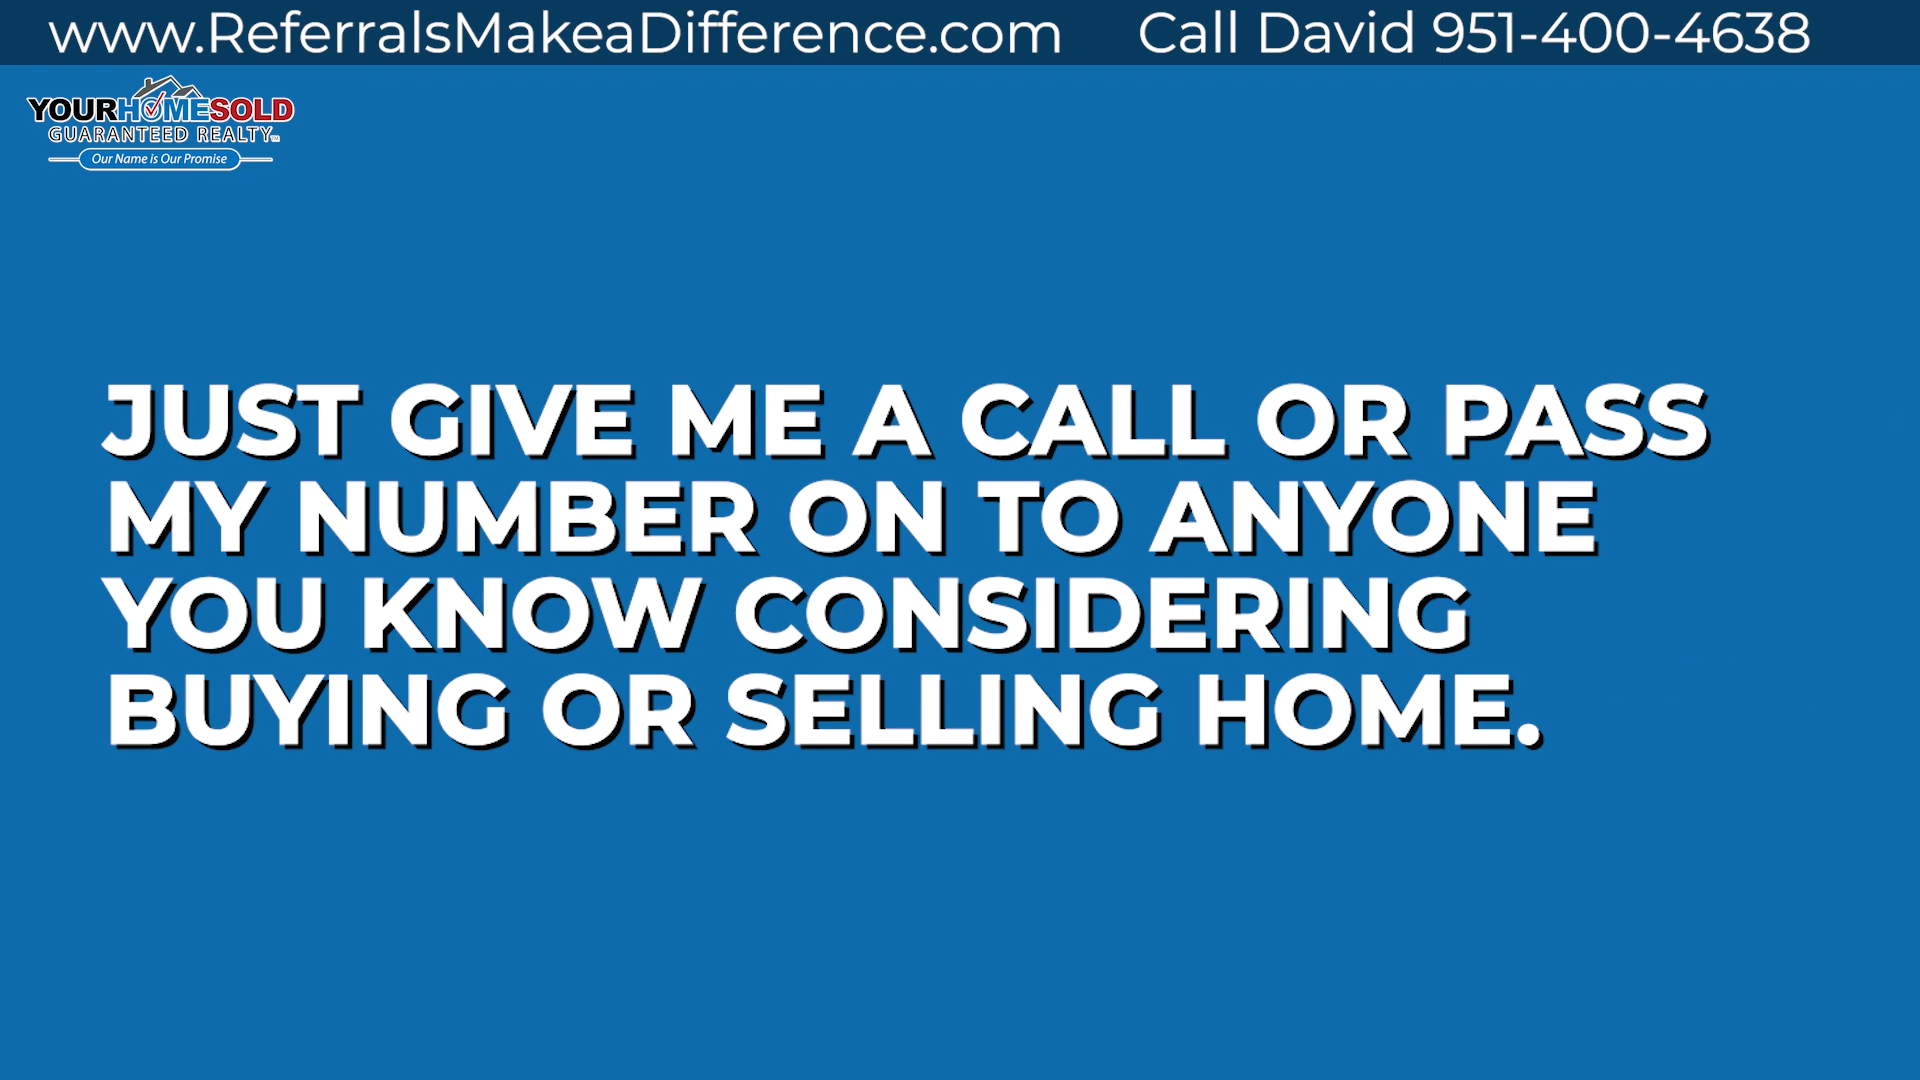 www.ReferralsMakeaDifference.com Call David 951-400-4638
YOURHOMESOLD
GUARANTEED REALTY™
Our Name is Our Promise
JUST GIVE ME A CALL OR PASS
MY NUMBER ON TO ANYONE
YOU KNOW CONSIDERING
BUYING OR SELLING HOME.